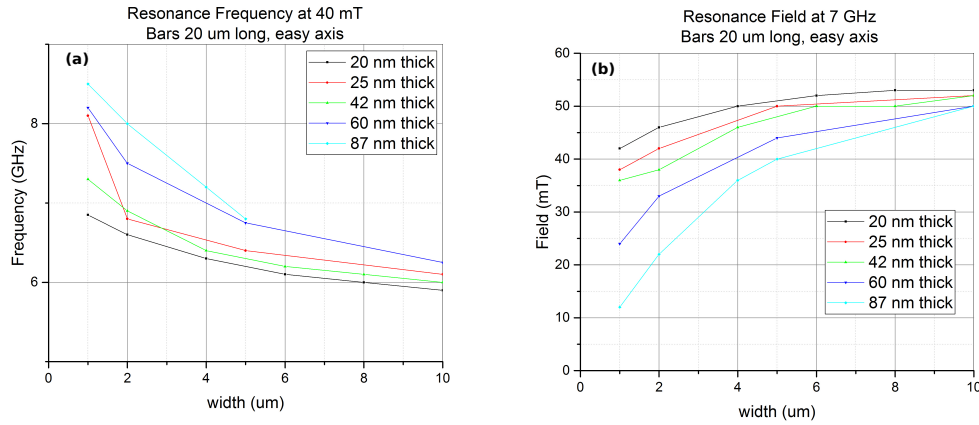 Resonance Frequency at 40 mT
Bars 20 um long, easy axis
(a)
20 nm thick
25 nm thick
42 nm thick
60 nm thick
87 nm thick
Frequency (GHz)
8
6
0 2 4 6 8 10
width (um)
Resonance Field at 7 GHz
Bars 20 um long, easy axis
(b)
60
50
40
30
20
10
0
Field (mT)
20 nm thick
25 nm thick
42 nm thick
60 nm thick
87 nm thick
0 2 4 6 8 10
width (um)